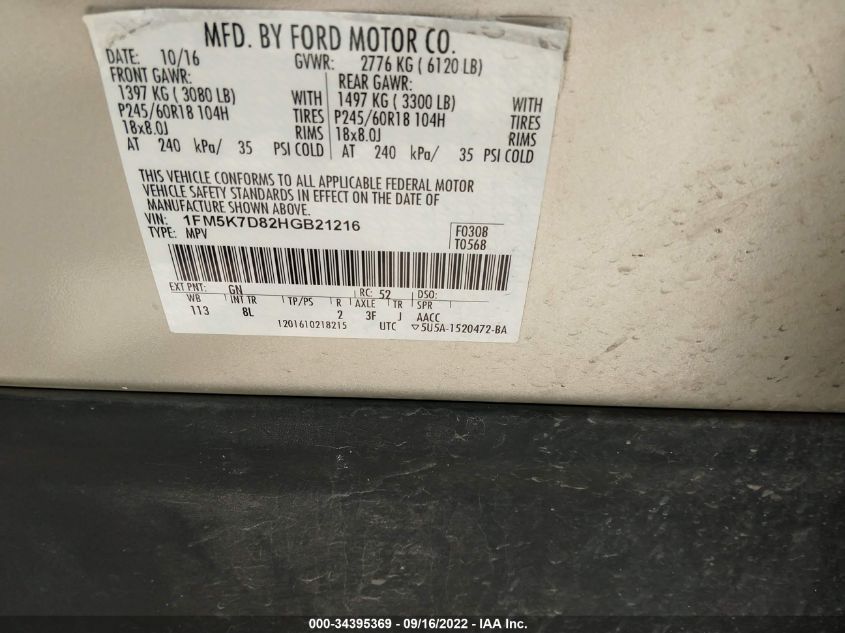 MFD. BY FORD MOTOR CO.
DATE: 10/16 GVWR: 2776 KG ( 6120 LB)
FRONT GAWR: REAR GAWR:
1397 KG ( 3080 LB) WITH 1497 KG ( 3300 LB) WITH
P245/60R18 104H TIRES P245/60R18 104H TIRES
18x8.0J RIMS 18x8.0J RIMS
AT 240 kPa/ 35 PSI COLD AT 240 kPa/ 35 PSI COLD
THIS VEHICLE CONFORMS TO ALL APPLICABLE FEDERAL MOTOR
VEHICLE SAFETY STANDARDS IN EFFECT ON THE DATE OF
MANUFACTURE SHOWN ABOVE.
VIN: 1FM5K7D82HGB21216 F0308
TYPE: MPV T0568
EXT PNT: GN RC: 52 DSO:
WB INT TR TP/PS R AXLE TR SPR
113 8L 2 3F J AACC
1201610218215 UTC ▽5U5A-1520472-BA
000-34395369 - 09/16/2022 - IAA Inc.